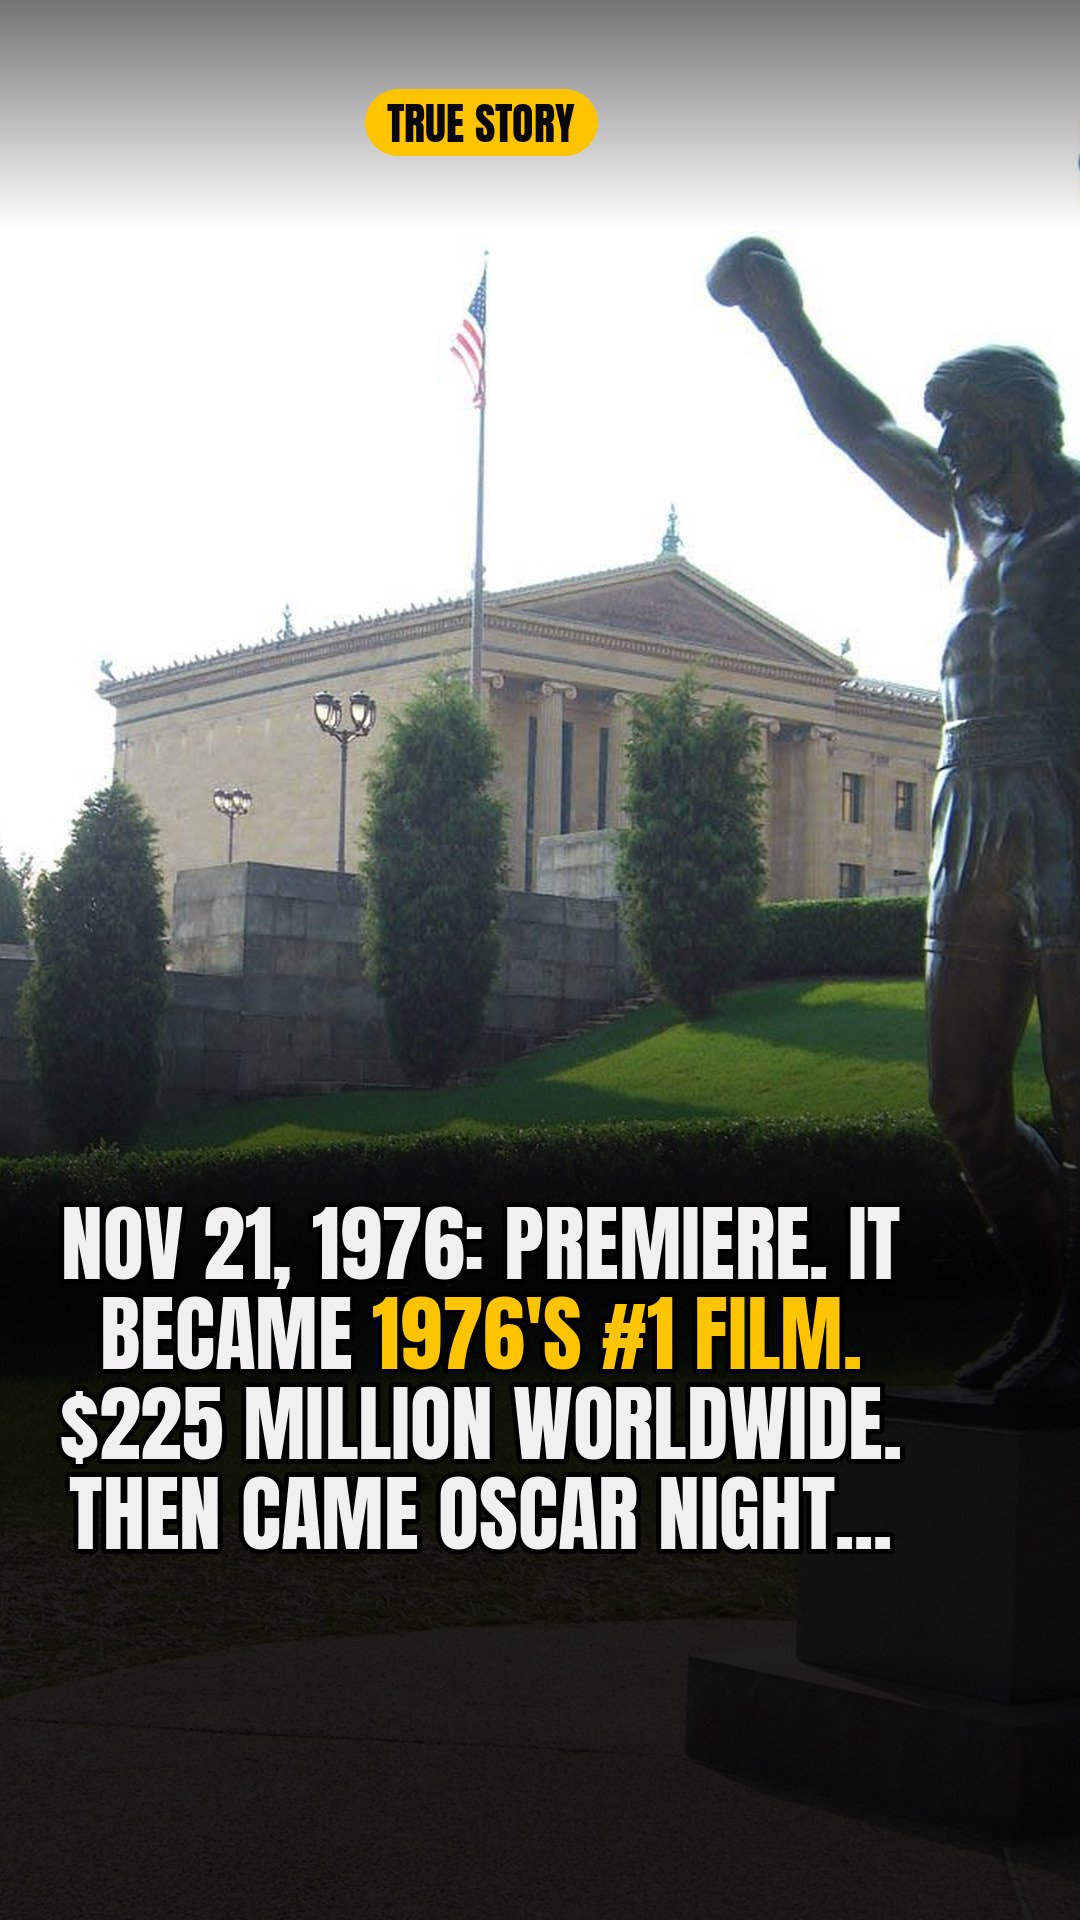 TRUE STORY
NOV 21, 1976: PREMIERE. IT
BECAME 1976'S #1 FILM.
$225 MILLION WORLDWIDE.
THEN CAME OSCAR NIGHT...